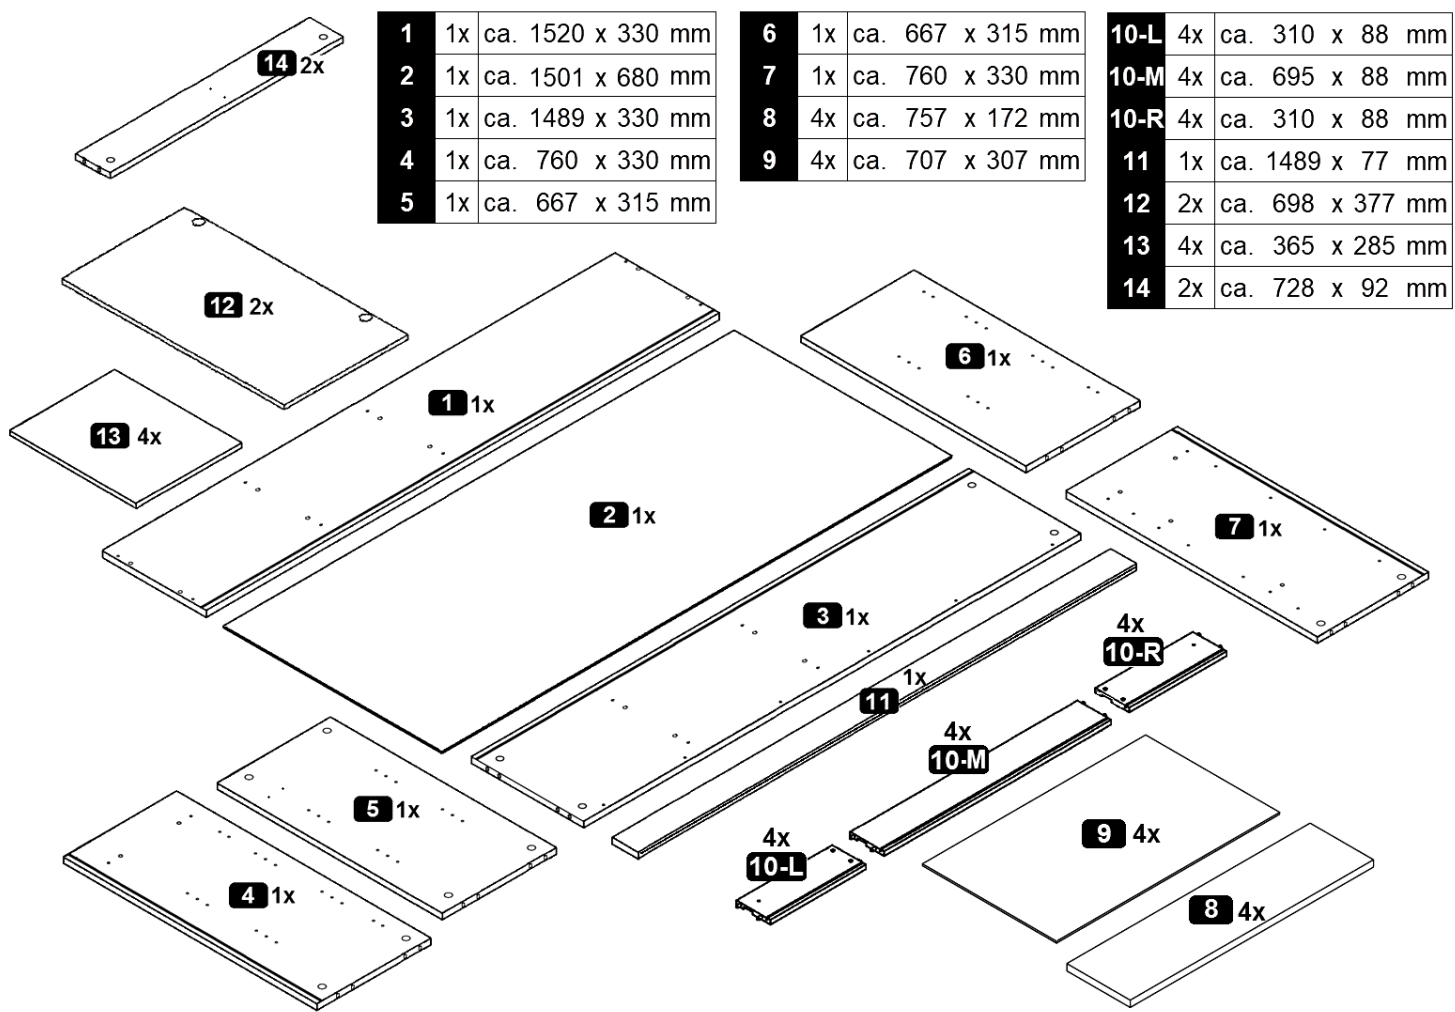 1 1x ca. 1520 x 330 mm
2 1x ca. 1501 x 680 mm
3 1x ca. 1489 x 330 mm
4 1x ca. 760 x 330 mm
5 1x ca. 667 x 315 mm
6 1x ca. 667 x 315 mm
7 1x ca. 760 x 330 mm
8 4x ca. 757 x 172 mm
9 4x ca. 707 x 307 mm
10-L 4x ca. 310 x 88 mm
10-M 4x ca. 695 x 88 mm
10-R 4x ca. 310 x 88 mm
11 1x ca. 1489 x 77 mm
12 2x ca. 698 x 377 mm
13 4x ca. 365 x 285 mm
14 2x ca. 728 x 92 mm
14 2x
12 2x
13 4x
1 1x
2 1x
6 1x
7 1x
3 1x
1x
11
4x
10-R
4x
10-M
4x
10-L
5 1x
4 1x
9 4x
8 4x